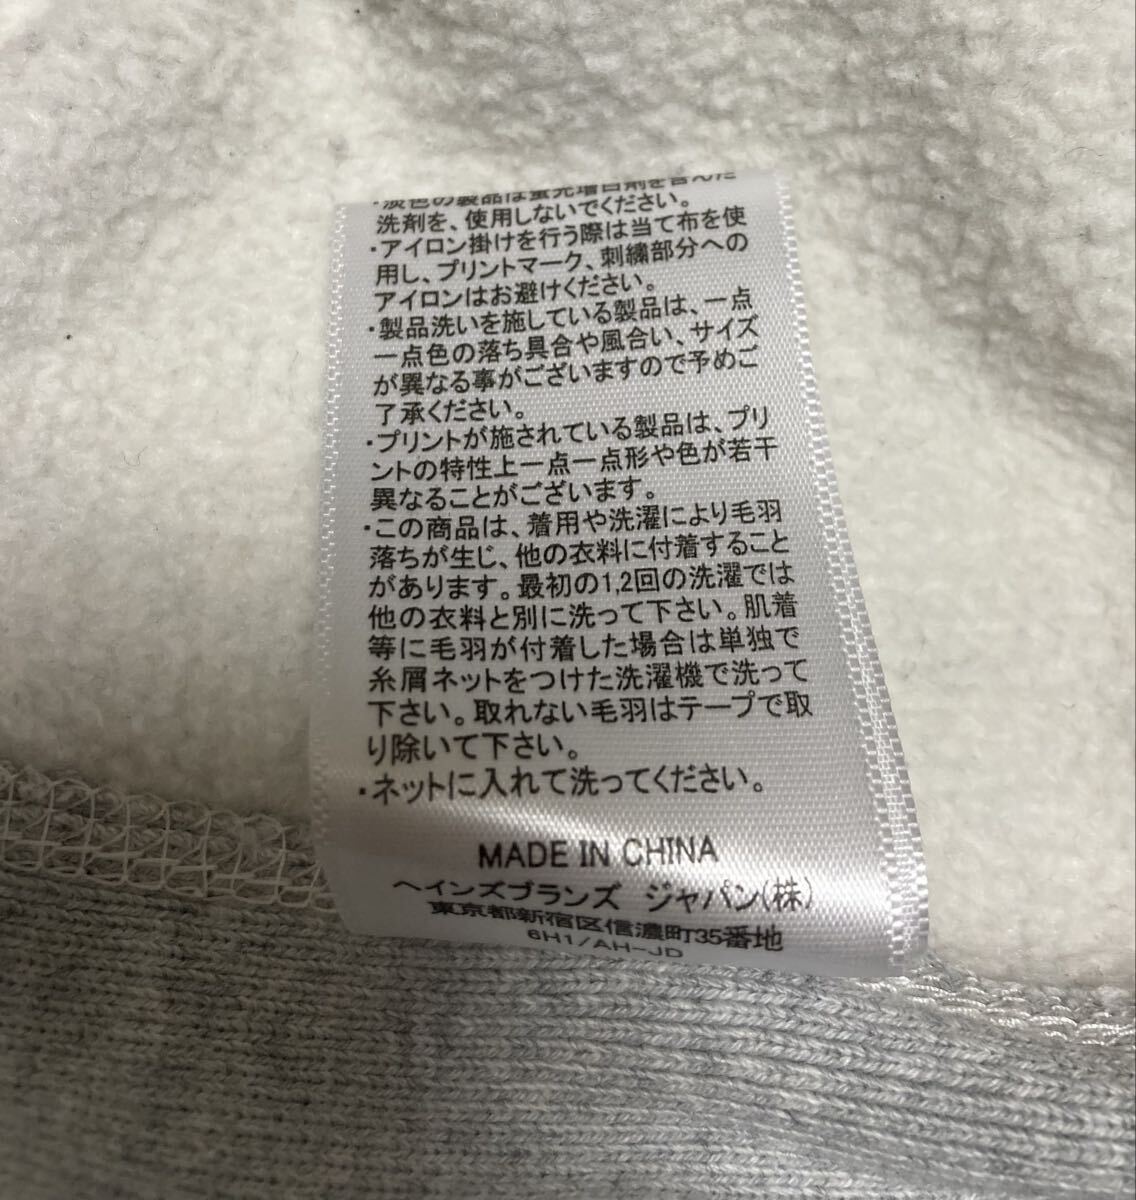 ・淡色の製品は蛍光増白剤を含んだ
洗剤を、使用しないでください。
・アイロン掛けを行う際は当て布を使
用し、プリントマーク、刺繍部分への
アイロンはお避けください。
・製品洗いを施している製品は、一点
一点色の落ち具合や風合い、サイズ
が異なる事がございますので予めご
了承ください。
・プリントが施されている製品は、プリ
ントの特性上一点一点形や色が若干
異なることがございます。
・この商品は、着用や洗濯により毛羽
落ちが生じ、他の衣料に付着すること
があります。最初の1,2回の洗濯では
他の衣料と別に洗って下さい。肌着
等に毛羽が付着した場合は単独で
糸屑ネットをつけた洗濯機で洗って
下さい。取れない毛羽はテープで取
り除いて下さい。
・ネットに入れて洗ってください。
MADE IN CHINA
ヘインズブランズ ジャパン(株)
東京都新宿区信濃町35番地
6H1/AH-JD